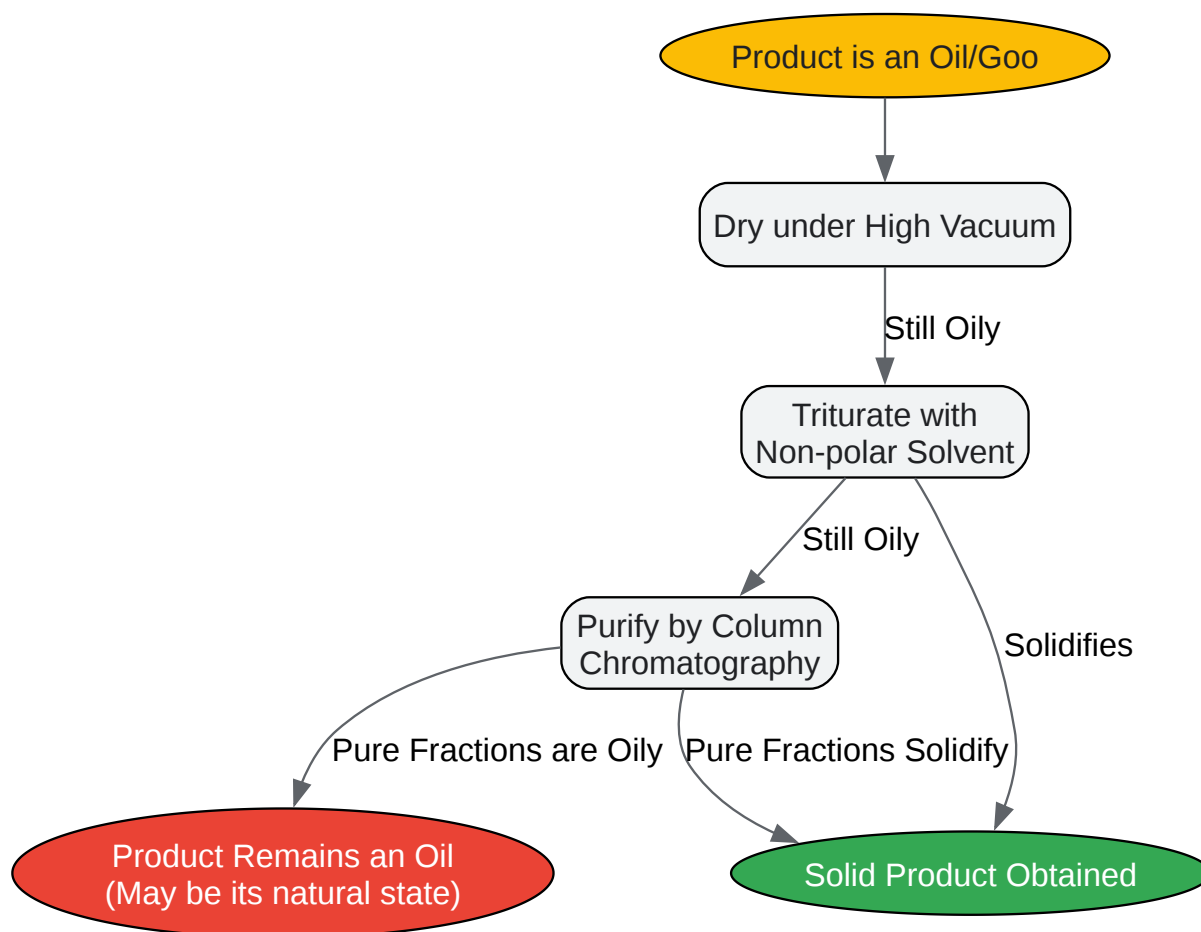 Product is an Oil/Goo
Dry under High Vacuum
Still Oily
Triturate with
Non-polar Solvent
Still Oily
Solidifies
Purify by Column
Chromatography
Pure Fractions are Oily
Pure Fractions Solidify
Product Remains an Oil
(May be its natural state)
Solid Product Obtained